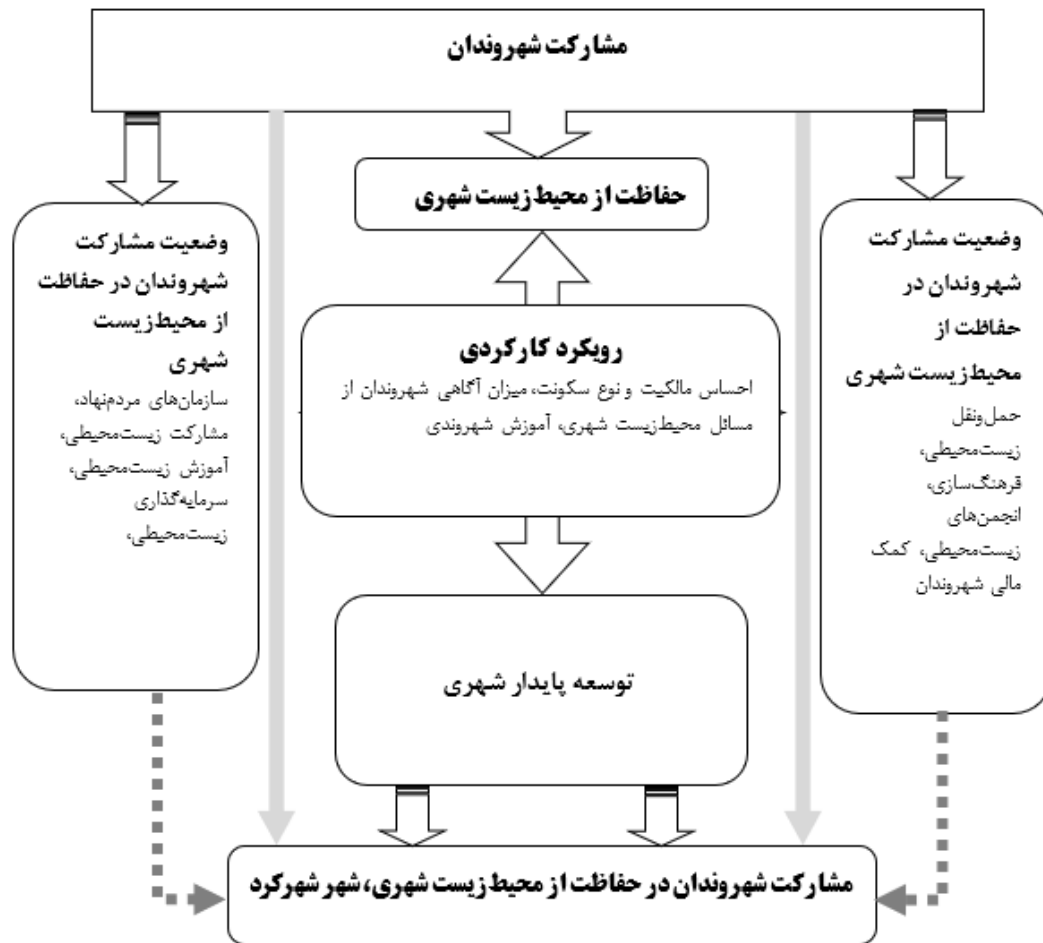 مشارکت شهروندان
حفاظت از محیط‌زیست شهری
وضعیت مشارکت
شهروندان در
حفاظت از
محیط‌زیست شهری
حمل‌ونقل
زیست‌محیطی،
قرهنگ‌سازی،
انجمن‌های
زیست‌محیطی، کمک
مالی شهروندان
رویکرد کارکردی
احساس مالکیت و نوع سکونت، میزان آگاهی شهروندان از
مسائل محیط‌زیست شهری، آموزش شهروندی
وضعیت مشارکت
شهروندان در حفاظت
از محیط‌زیست
شهری
سازمان‌های مردم‌نهاد،
مشارکت زیست‌محیطی،
آموزش زیست‌محیطی،
سرمایه‌گذاری
زیست‌محیطی،
توسعه پایدار شهری
مشارکت شهروندان در حفاظت از محیط‌زیست شهری، شهر شهرکرد